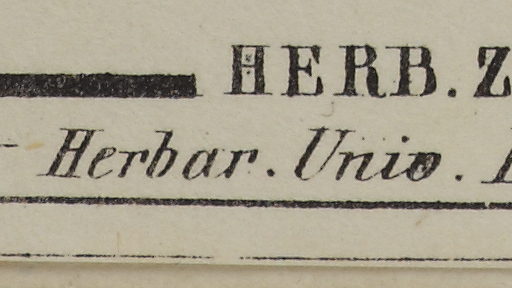 HERB. Z
Herbar. Univ.